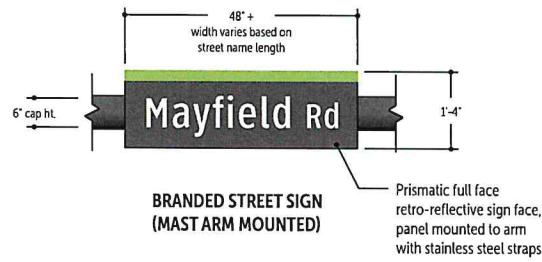 48" +
width varies based on
street name length
6" cap ht.
Mayfield Rd
1'-4"
BRANDED STREET SIGN
(MAST ARM MOUNTED)
Prismatic full face
retro-reflective sign face,
panel mounted to arm
with stainless steel straps